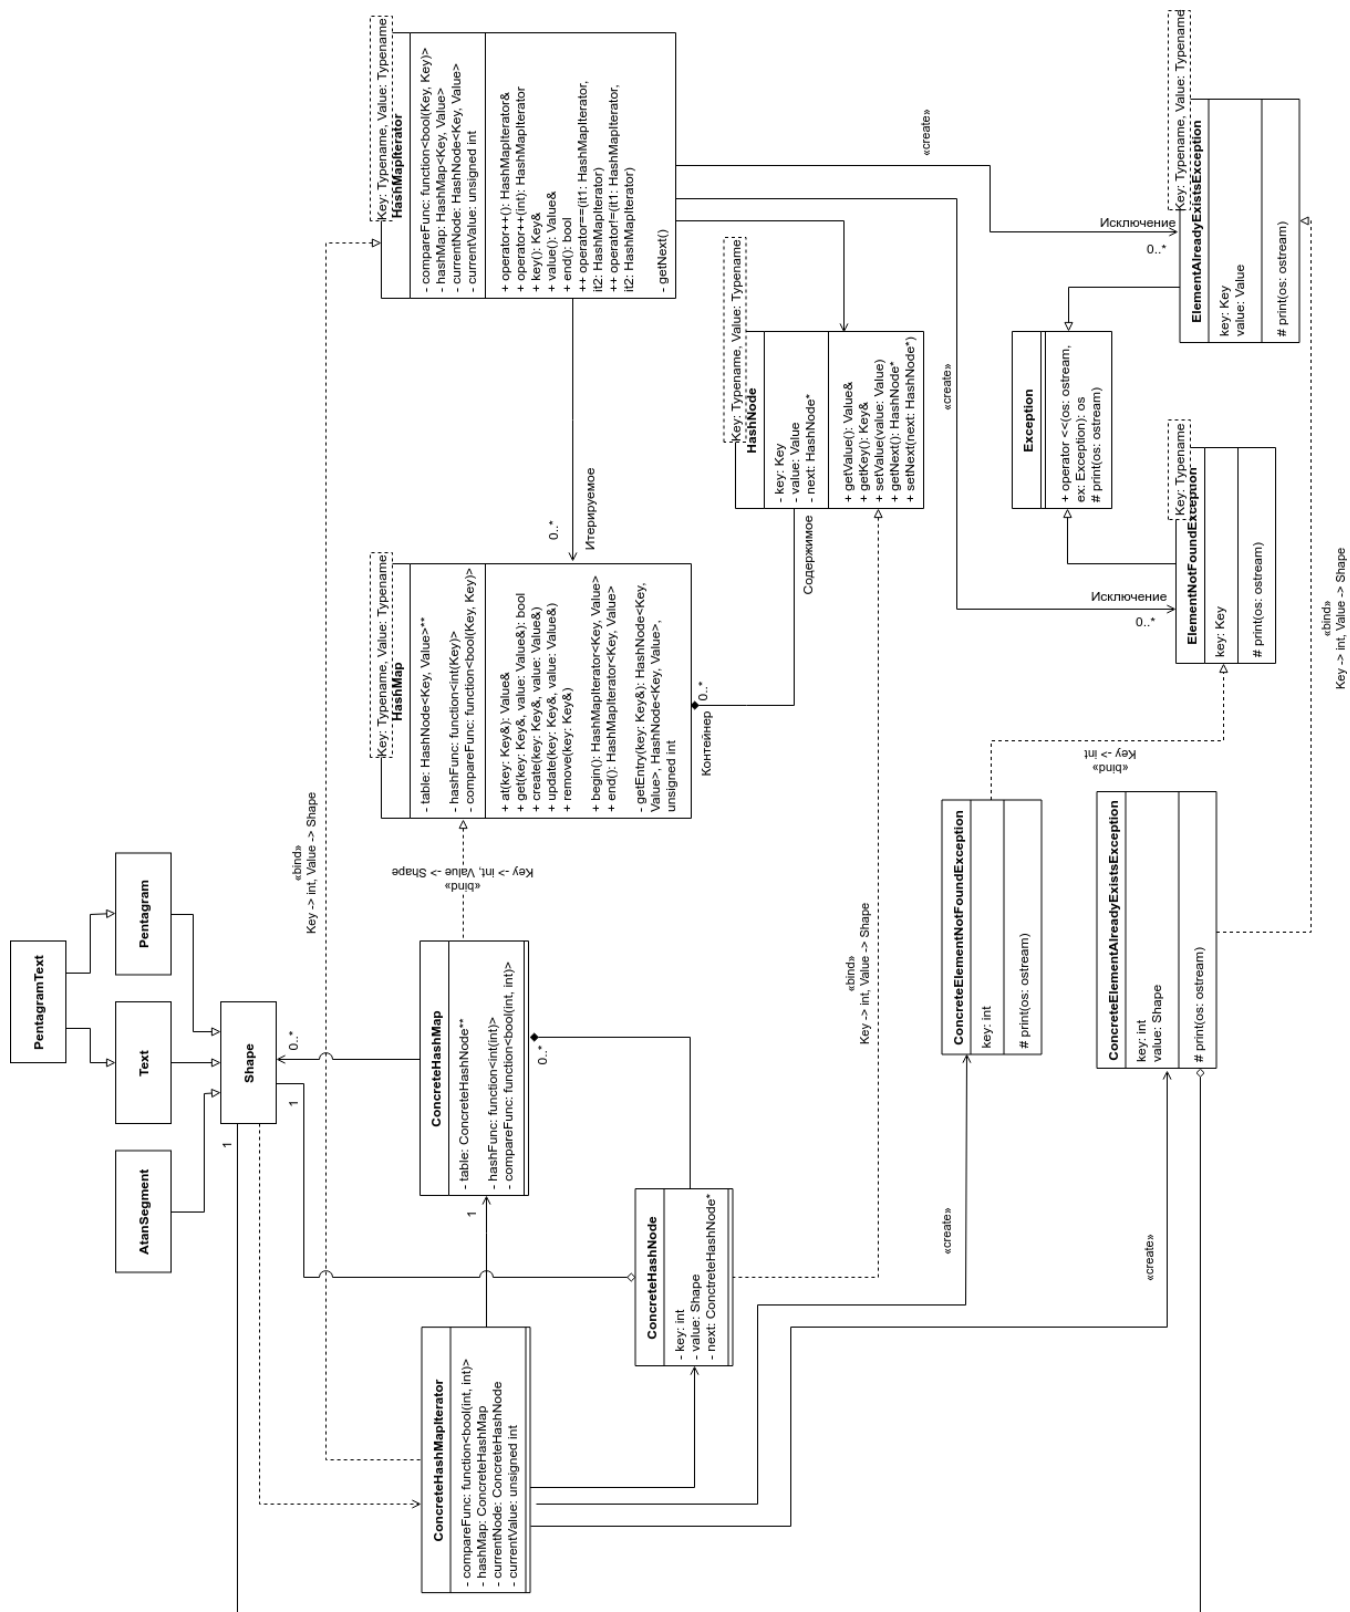 PentagramText
AtanSegment
Text
Pentagram
Shape
1
1
0..*
«bind»
Key -> int, Value -> Shape
Key: Typename, Value: Typename
HashMapIterator
- compareFunc: function<bool(Key, Key)>
- hashMap: HashMap<Key, Value>
- currentNode: HashNode<Key, Value>
- currentValue: unsigned int
+ operator++(): HashMapIterator&
+ operator++(int): HashMapIterator
+ key(): Key&
+ value(): Value&
+ end(): bool
++ operator==(it1: HashMapIterator,
it2: HashMapIterator)
++ operator!=(it1: HashMapIterator,
it2: HashMapIterator)
- getNext()
Key: Typename, Value: Typename
HashMap
- table: HashNode<Key, Value>**
- hashFunc: function<int(Key)>
- compareFunc: function<bool(Key, Key)>
+ at(key: Key&): Value&
+ get(key: Key&, value: Value&): bool
+ create(key: Key&, value: Value&)
+ update(key: Key&, value: Value&)
+ remove(key: Key&)
+ begin(): HashMapIterator<Key, Value>
+ end(): HashMapIterator<Key, Value>
- getEntry(key: Key&): HashNode<Key,
Value>, HashNode<Key, Value>,
unsigned int
0..*
Итерируемое
Контейнер
0..*
Содержимое
«bind»
Key -> int, Value -> Shape
ConcreteHashMap
- table: ConcreteHashNode**
- hashFunc: function<int(int)>
- compareFunc: function<bool(int, int)>
0..*
1
ConcreteHashMapIterator
- compareFunc: function<bool(int, int)>
- hashMap: ConcreteHashMap
- currentNode: ConcreteHashNode
- currentValue: unsigned int
ConcreteHashNode
- key: int
- value: Shape
- next: ConcreteHashNode*
Key: Typename, Value: Typename
HashNode
- key: Key
- value: Value
- next: HashNode*
+ getValue(): Value&
+ getKey(): Key&
+ setValue(value: Value)
+ getNext(): HashNode*
+ setNext(next: HashNode*)
«bind»
Key -> int, Value -> Shape
«create»
«create»
«create»
«create»
Exception
+ operator <<(os: ostream,
ex: Exception): os
# print(os: ostream)
ConcreteElementNotFoundException
key: int
# print(os: ostream)
«bind»
Key -> int
Исключение
0..*
Key: Typename
ElementNotFoundException
key: Key
# print(os: ostream)
Исключение
0..*
Key: Typename, Value: Typename
ElementAlreadyExistsException
key: Key
value: Value
# print(os: ostream)
ConcreteElementAlreadyExistsException
key: int
value: Shape
# print(os: ostream)
«bind»
Key -> int, Value -> Shape